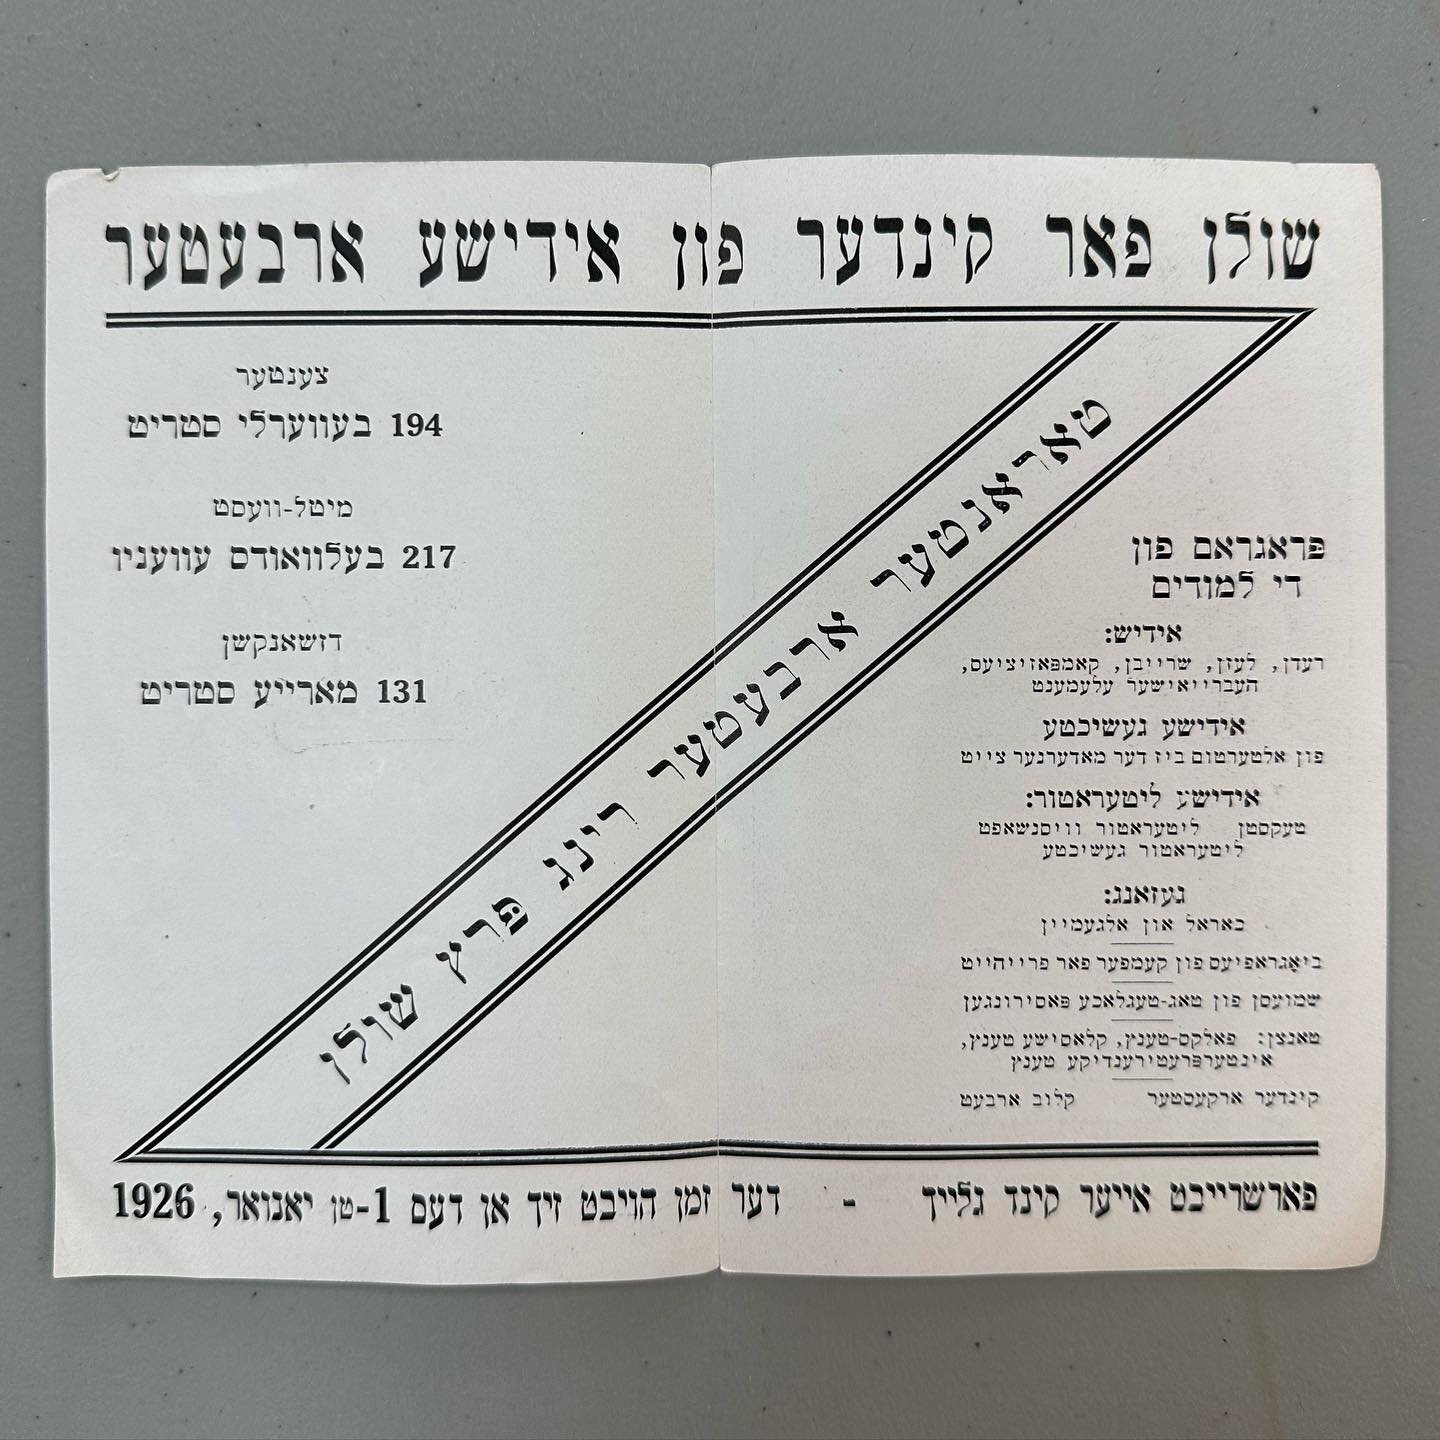 שולן פאר קינדער פון אידישע ארבעטער
טאראנטער ארבעטער רינג פרץ שולן
פראגראם פון
די למודים
אידיש:
רעדן, לעזן, שרייבן, קאמפאזיציעס,
העברייאישער עלעמענט
אידישע געשיכטע
פון אלטערטום ביז דער מאדערנער צייט
אידישע ליטעראטור:
טעקסטן ליטעראטור וויסנשאפט
ליטעראטור געשיכטע
געזאנג:
כאראל און אלגעמיין
ביאגראפיעס פון קעמפער פאר פרייהייט
שמועסן פון טאג-טעגלאכע פאסירונגען
טאנצן: פאלקס-טענץ, קלאסישע טענץ,
אינטערפרעטירענדיקע טענץ
קינדער ארקעסטער קלוב ארבעט
צענטער
194 בעווערלי סטריט
מיטל-וועסט
217 בעלוואודס עוועניו
דזשאנקשן
131 מארייע סטריט
פארשרייבט אייער קינד גלייך - דער זמן הויבט זיך אן דעם 1-טן יאנואר, 1926